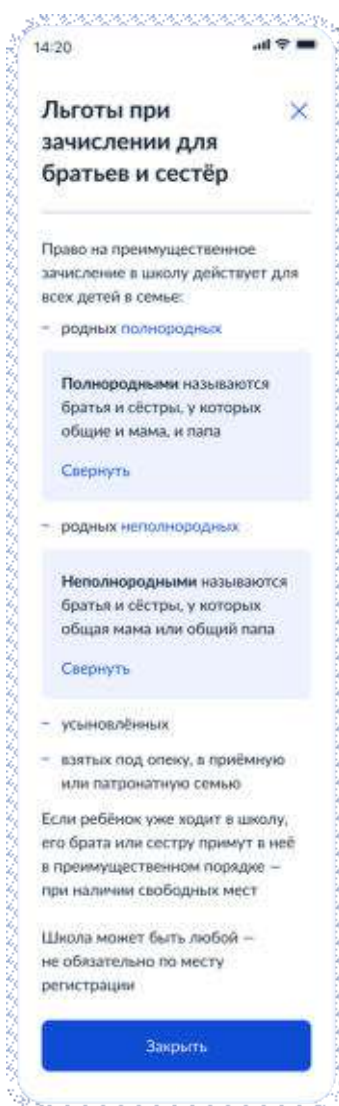 14:20
Льготы при
зачислении для
братьев и сестёр
Право на преимущественное
зачисление в школу действует для
всех детей в семье:
– родных полнородных
Полнородными называются
братья и сёстры, у которых
общие и мама, и папа
Свернуть
– родных неполнородных
Неполнородными называются
братья и сёстры, у которых
общая мама или общий папа
Свернуть
– усыновлённых
– взятых под опеку, в приёмную
или патронатную семью
Если ребёнок уже ходит в школу,
его брата или сестру примут в неё
в преимущественном порядке —
при наличии свободных мест
Школа может быть любой —
не обязательно по месту
регистрации
Закрыть